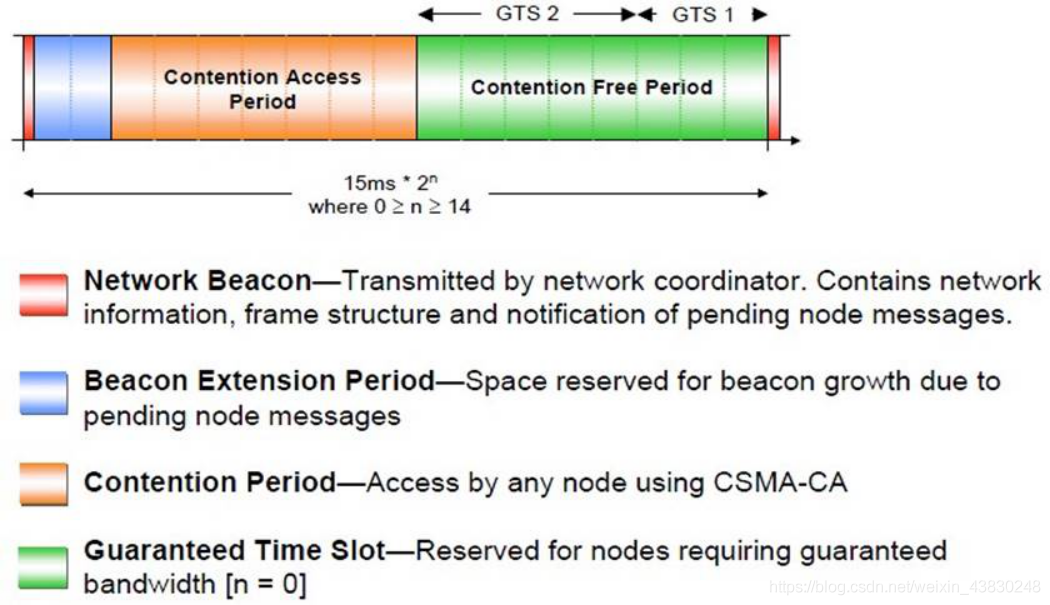 GTS 2 GTS 1
Contention Access
Period
Contention Free Period
15ms * 2ⁿ
where 0 ≥ n ≥ 14
Network Beacon—Transmitted by network coordinator. Contains network
information, frame structure and notification of pending node messages.
Beacon Extension Period—Space reserved for beacon growth due to
pending node messages
Contention Period—Access by any node using CSMA-CA
Guaranteed Time Slot—Reserved for nodes requiring guaranteed
bandwidth [n = 0]
https://blog.csdn.net/weixin_43830248